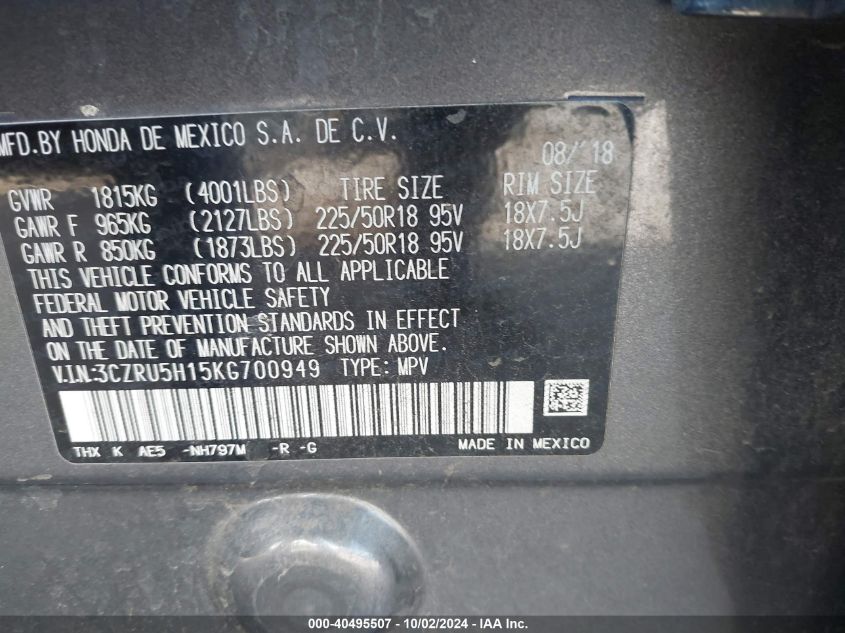 MFD.BY HONDA DE MEXICO S.A. DE C.V.
08/'18
GVWR 1815KG (4001LBS) TIRE SIZE RIM SIZE
GAWR F 965KG (2127LBS) 225/50R18 95V 18X7.5J
GAWR R 850KG (1873LBS) 225/50R18 95V 18X7.5J
THIS VEHICLE CONFORMS TO ALL APPLICABLE
FEDERAL MOTOR VEHICLE SAFETY
AND THEFT PREVENTION STANDARDS IN EFFECT
ON THE DATE OF MANUFACTURE SHOWN ABOVE.
V.I.N:3CZRU5H15KG700949 TYPE: MPV
THX K AE5 -NH797M -R -G MADE IN MEXICO
000-40495507 - 10/02/2024 - IAA, Inc.